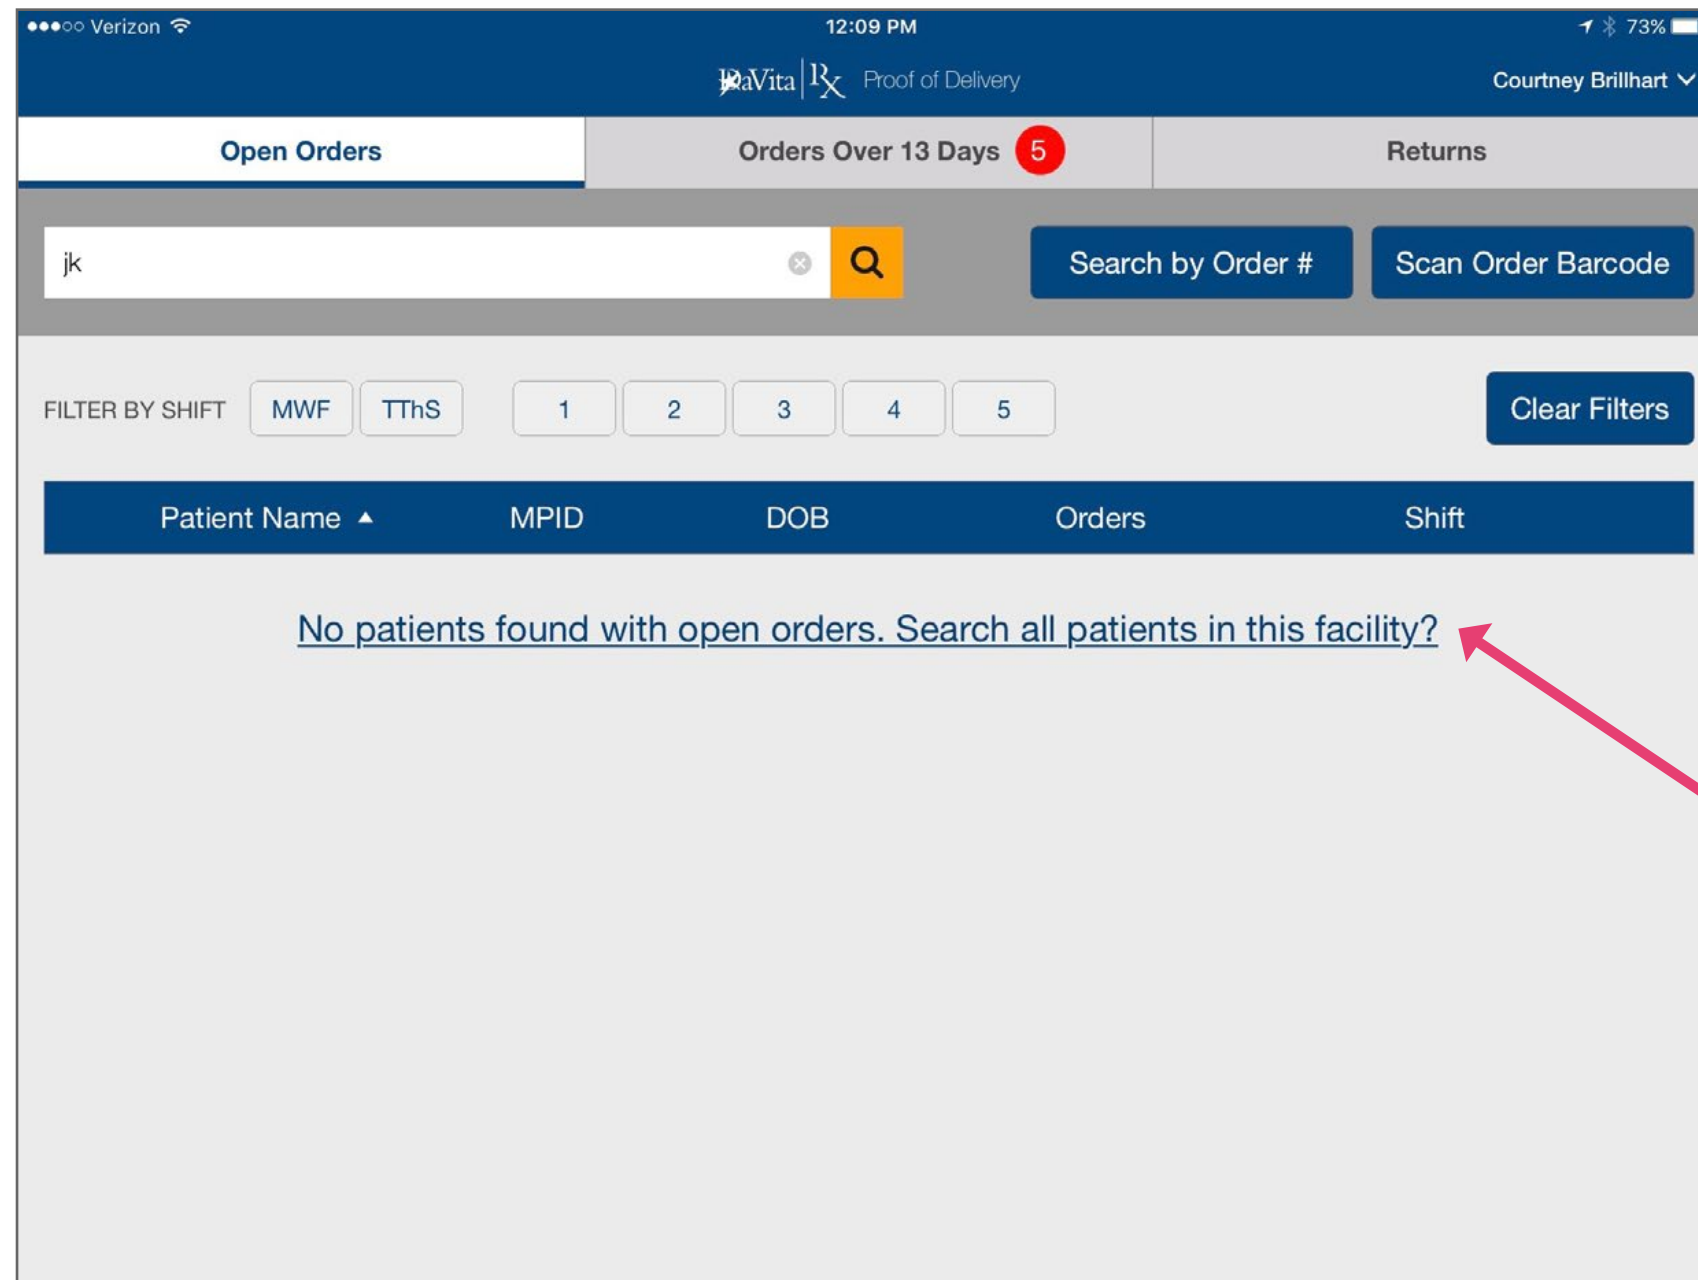 Verizon 12:09 PM 73%
DaVita Rx Proof of Delivery Courtney Brillhart
Open Orders Orders Over 13 Days 5 Returns
jk Search by Order # Scan Order Barcode
FILTER BY SHIFT MWF TThS 1 2 3 4 5 Clear Filters
Patient Name MPID DOB Orders Shift
No patients found with open orders. Search all patients in this facility?